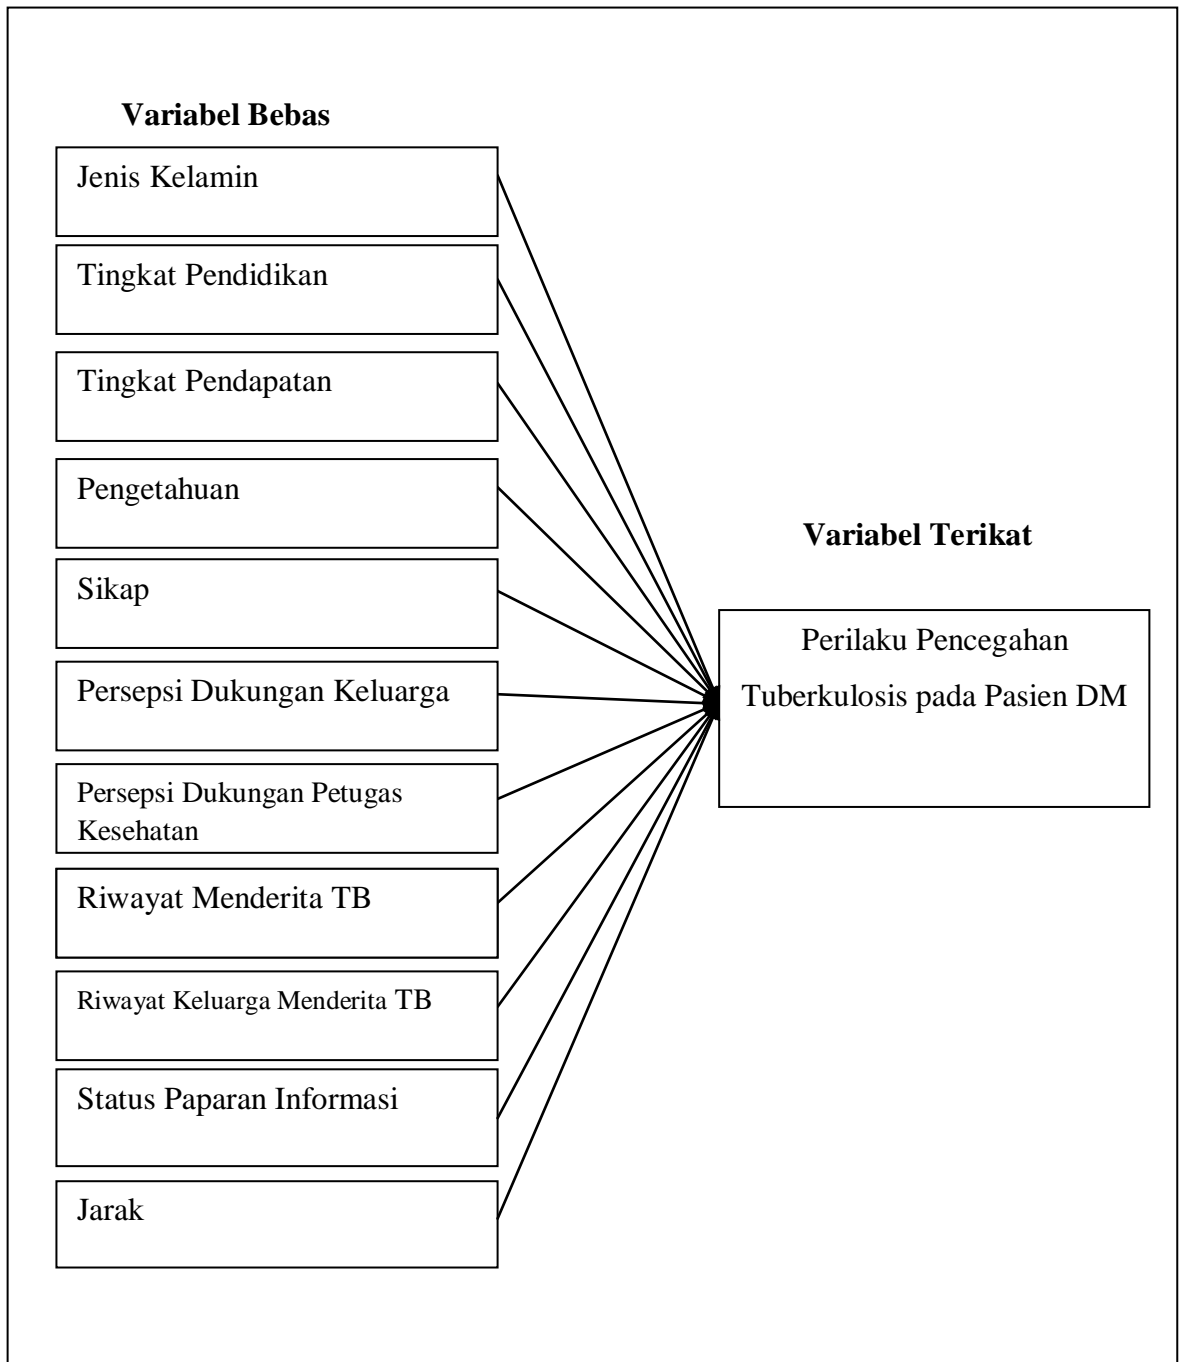 Variabel Bebas
Jenis Kelamin
Tingkat Pendidikan
Tingkat Pendapatan
Pengetahuan
Sikap
Persepsi Dukungan Keluarga
Persepsi Dukungan Petugas
Kesehatan
Riwayat Menderita TB
Riwayat Keluarga Menderita TB
Status Paparan Informasi
Jarak
Variabel Terikat
Perilaku Pencegahan
Tuberkulosis pada Pasien DM